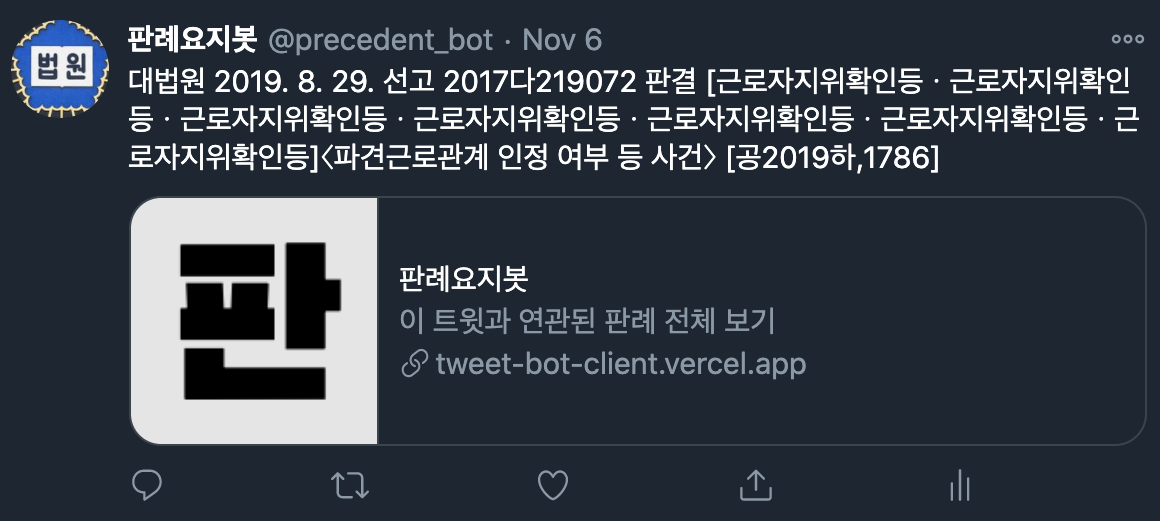 법원
판례요지봇 @precedent_bot · Nov 6
대법원 2019. 8. 29. 선고 2017다219072 판결 [근로자지위확인등ㆍ근로자지위확인
등ㆍ근로자지위확인등ㆍ근로자지위확인등ㆍ근로자지위확인등ㆍ근로자지위확인등ㆍ근
로자지위확인등]〈파견근로관계 인정 여부 등 사건〉 [공2019하,1786]
판
판례요지봇
이 트윗과 연관된 판례 전체 보기
tweet-bot-client.vercel.app